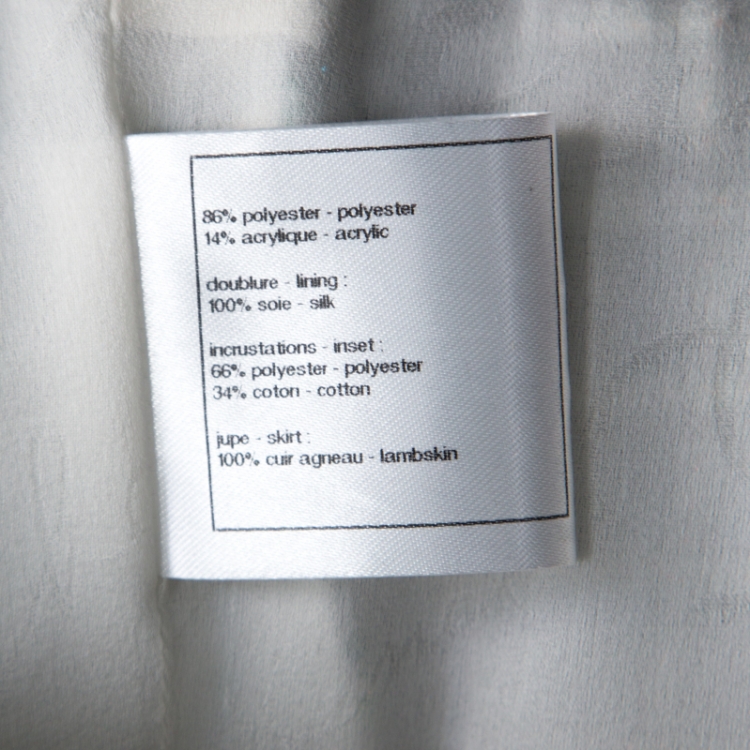 86% polyester - polyester
14% acrylique - acrylic
doublure - lining :
100% soie - silk
incrustations - inset :
66% polyester - polyester
34% coton - cotton
jupe - skirt :
100% cuir agneau - lambskin